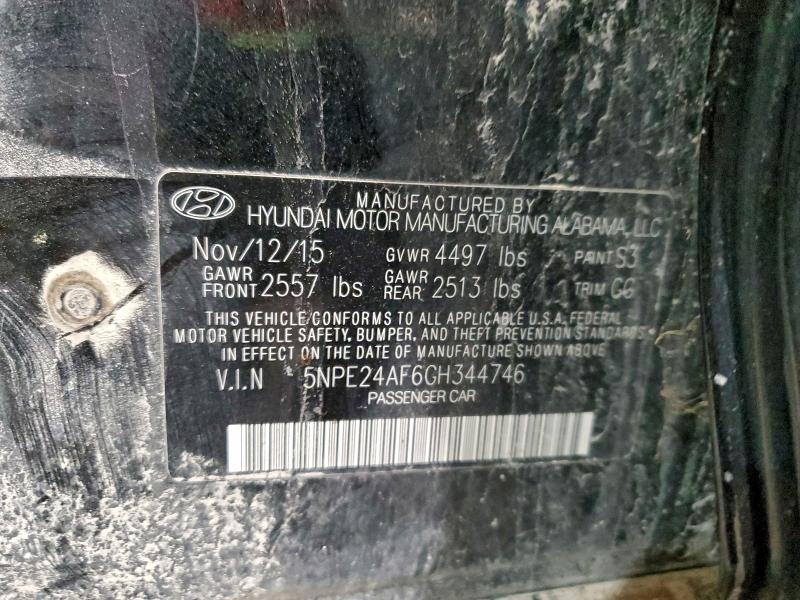 MANUFACTURED BY
HYUNDAI MOTOR MANUFACTURING ALABAMA, LLC
Nov/12/15 GVWR 4497 lbs PAINT S3
GAWR FRONT 2557 lbs GAWR REAR 2513 lbs TRIM GG
THIS VEHICLE CONFORMS TO ALL APPLICABLE U.S.A. FEDERAL
MOTOR VEHICLE SAFETY, BUMPER, AND THEFT PREVENTION STANDARDS
IN EFFECT ON THE DATE OF MANUFACTURE SHOWN ABOVE
V.I.N 5NPE24AF6GH344746
PASSENGER CAR